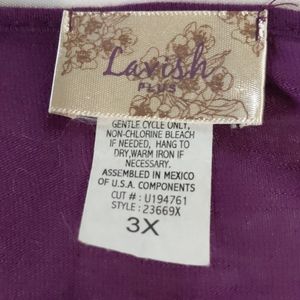 Lavish
PLUS
GENTLE CYCLE ONLY,
NON-CHLORINE BLEACH
IF NEEDED, HANG TO
DRY,WARM IRON IF
NECESSARY.
ASSEMBLED IN MEXICO
OF U.S.A. COMPONENTS
CUT # : U194761
STYLE : 23669X
3X